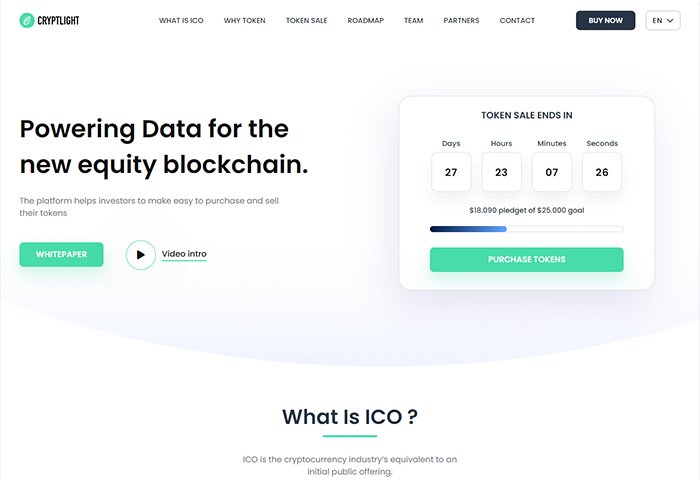 CRYPTLIGHT
WHAT IS ICO
WHY TOKEN
TOKEN SALE
ROADMAP
TEAM
PARTNERS
CONTACT
BUY NOW
EN
Powering Data for the
new equity blockchain.
The platform helps investors to make easy to purchase and sell
their tokens
WHITEPAPER
Video intro
TOKEN SALE ENDS IN
Days Hours Minutes Seconds
27 23 07 26
$18.090 pledget of $25.000 goal
PURCHASE TOKENS
What Is ICO ?
ICO is the cryptocurrency industry's equivalent to an
initial public offering.